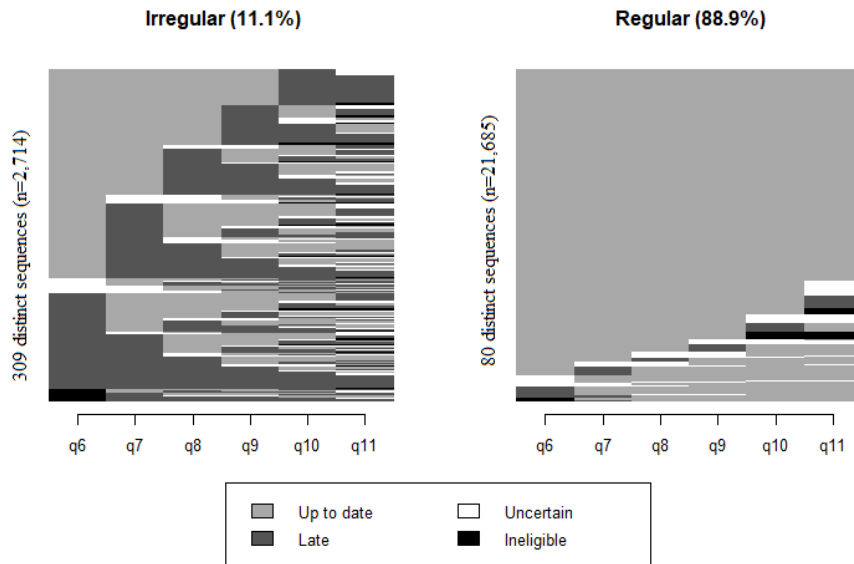 Irregular (11.1%)
309 distinct sequences (n=2,714)
q6 q7 q8 q9 q10 q11
Regular (88.9%)
80 distinct sequences (n=21,685)
q6 q7 q8 q9 q10 q11
Up to date
Late
Uncertain
Ineligible